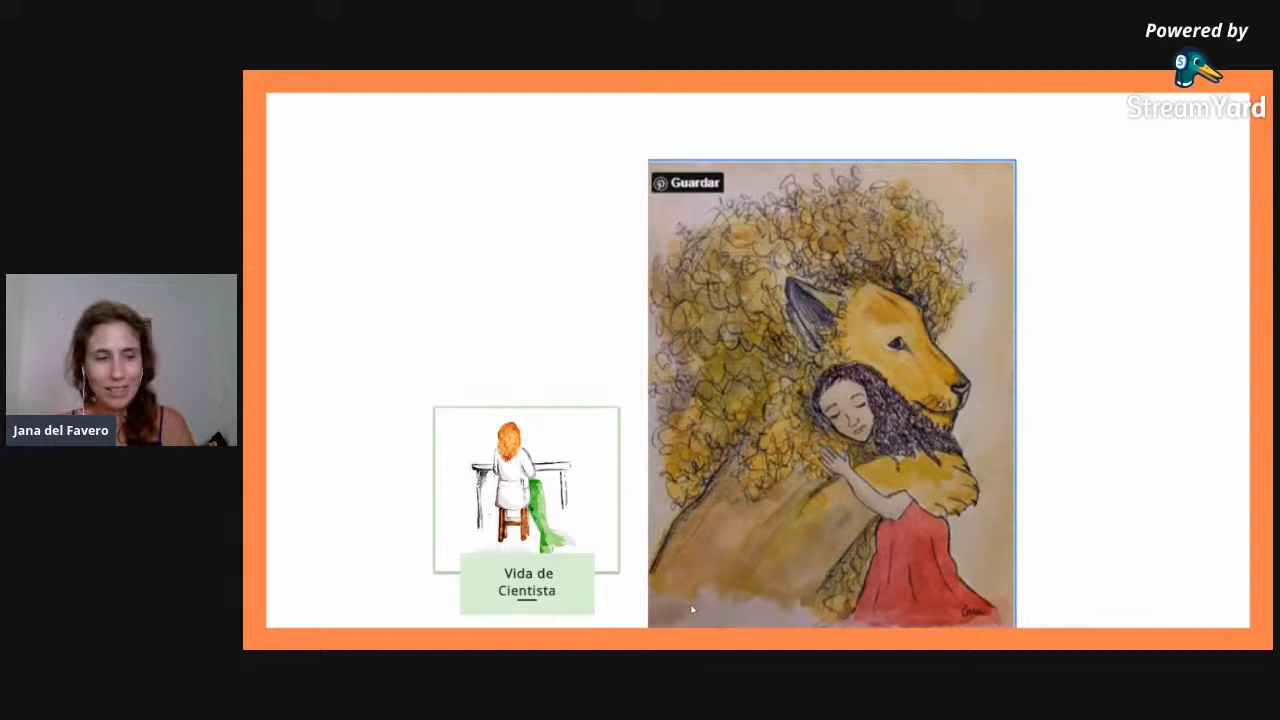 Powered by
StreamYard
Guardar
Jana del Favero
Vida de
Cientista